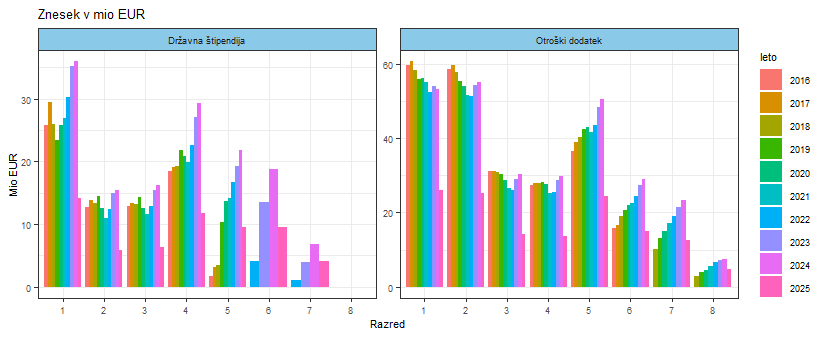 Znesek v mio EUR
Državna štipendija
Otroški dodatek
Mio EUR
30
20
10
0
60
40
20
0
1 2 3 4 5 6 7 8
1 2 3 4 5 6 7 8
Razred
leto
2016
2017
2018
2019
2020
2021
2022
2023
2024
2025